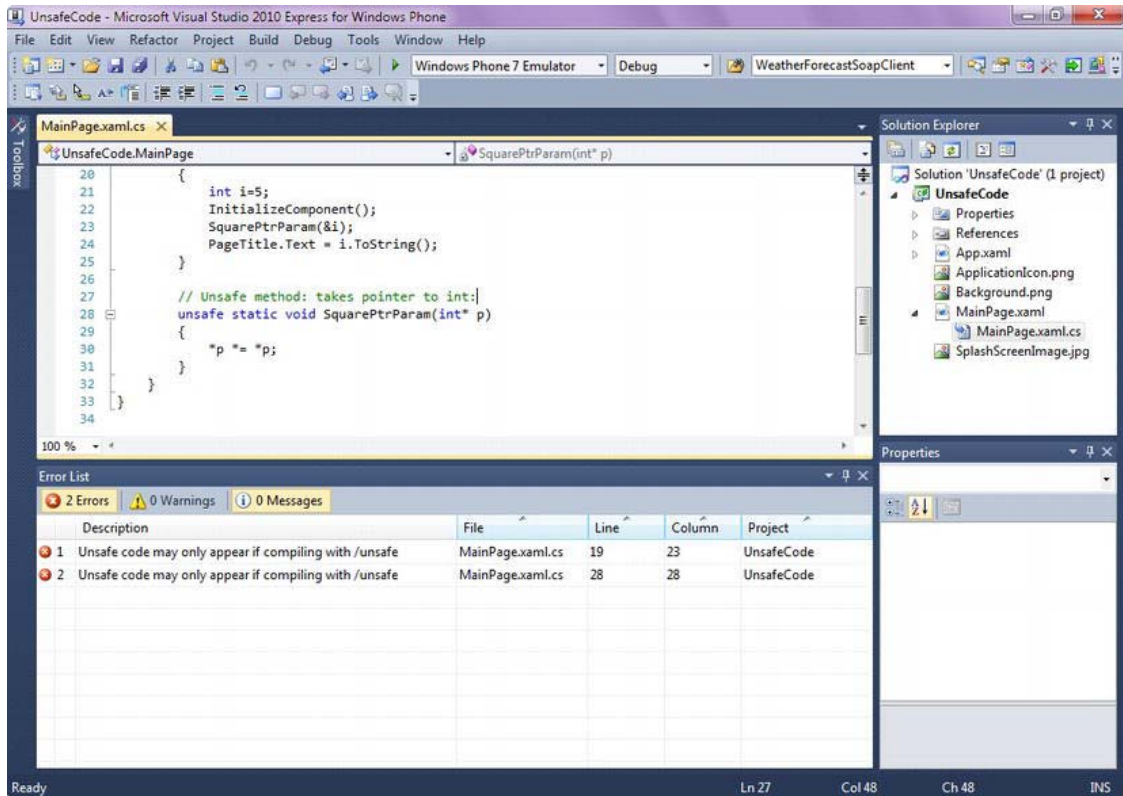 UnsafeCode - Microsoft Visual Studio 2010 Express for Windows Phone
File Edit View Refactor Project Build Debug Tools Window Help
Windows Phone 7 Emulator Debug WeatherForecastSoapClient
Toolbox
MainPage.xaml.cs
UnsafeCode.MainPage SquarePtrParam(int* p)
20 {
21 int i=5;
22 InitializeComponent();
23 SquarePtrParam(&i);
24 PageTitle.Text = i.ToString();
25 }
26
27 // Unsafe method: takes pointer to int:
28 unsafe static void SquarePtrParam(int* p)
29 {
30 *p *= *p;
31 }
32 }
33 }
34
100 %
Error List
2 Errors 0 Warnings 0 Messages
Description File Line Column Project
1 Unsafe code may only appear if compiling with /unsafe MainPage.xaml.cs 19 23 UnsafeCode
2 Unsafe code may only appear if compiling with /unsafe MainPage.xaml.cs 28 28 UnsafeCode
Solution Explorer
Solution 'UnsafeCode' (1 project)
UnsafeCode
Properties
References
App.xaml
ApplicationIcon.png
Background.png
MainPage.xaml
MainPage.xaml.cs
SplashScreenImage.jpg
Properties
Ready Ln 27 Col 48 Ch 48 INS